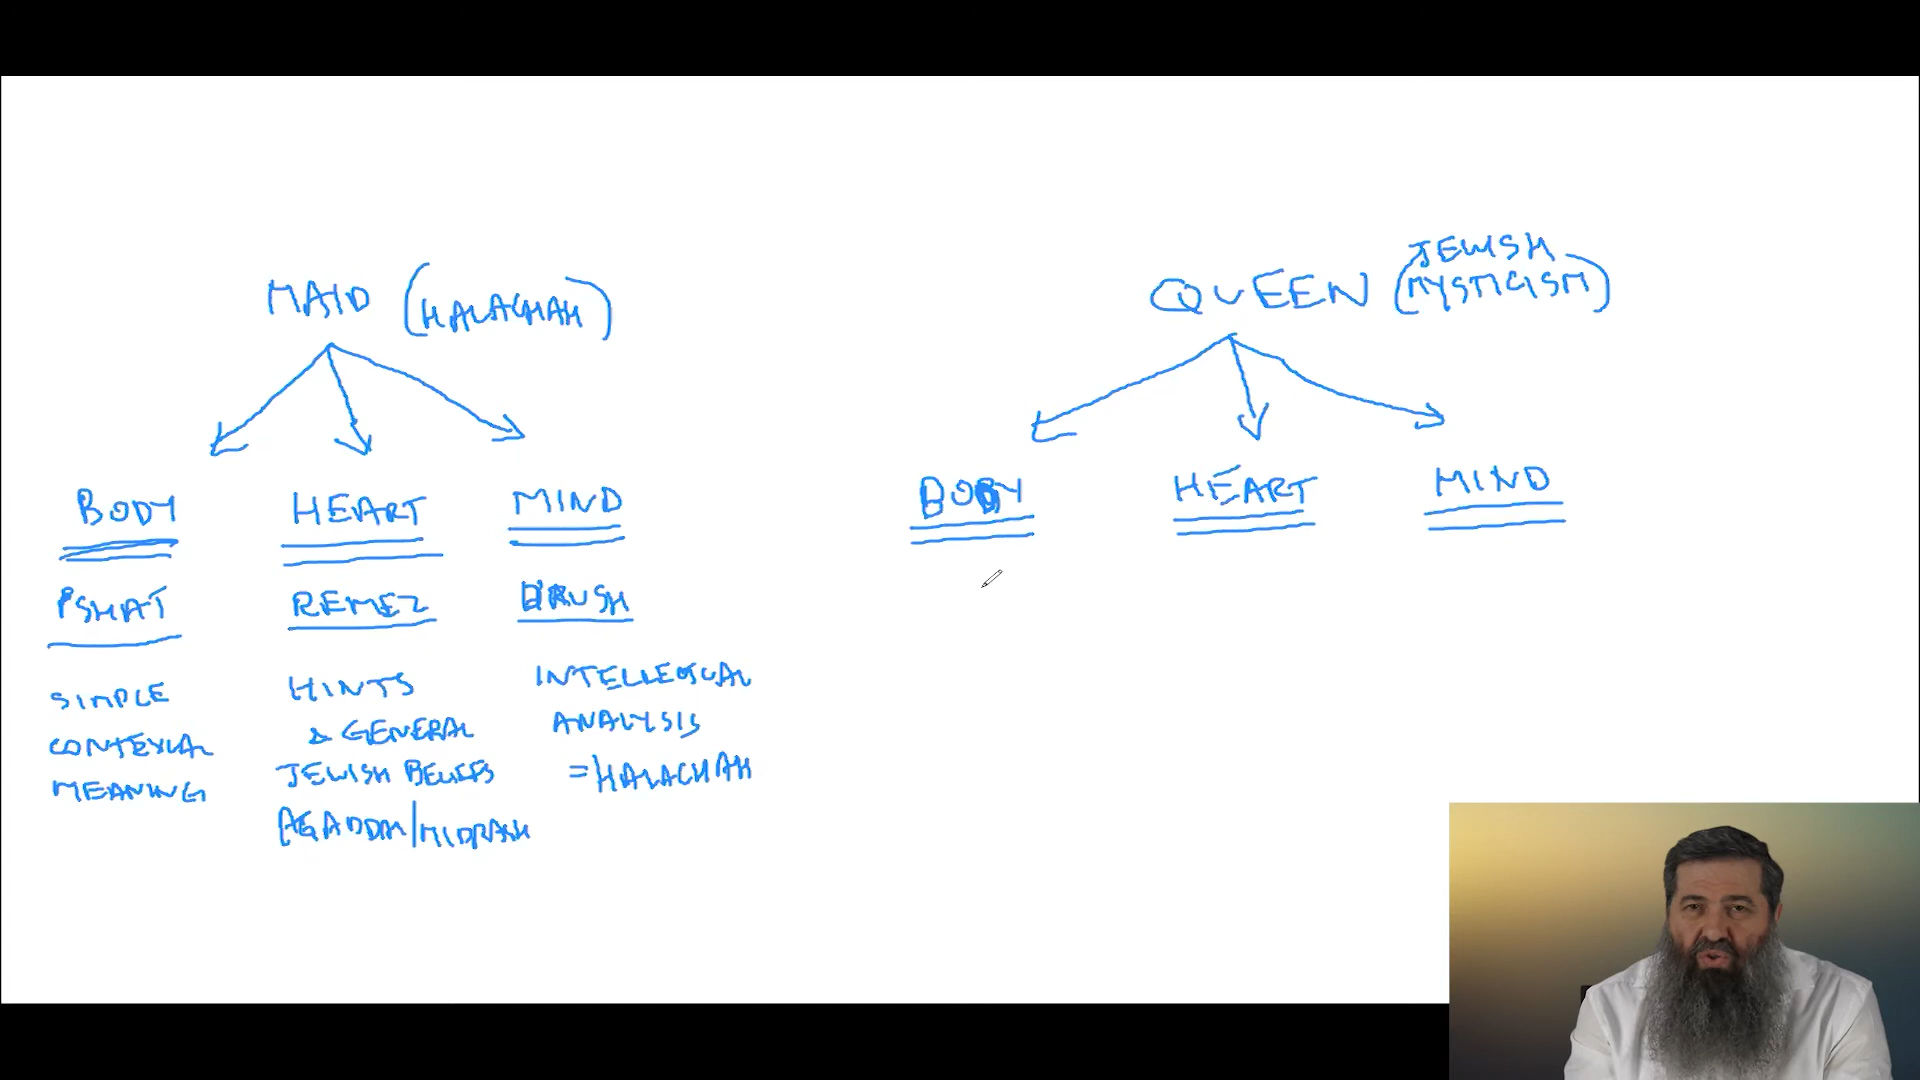 MAID (HALACHAH)
BODY HEART MIND
PSHAT REMEZ DRUSH
SIMPLE
CONTEXUAL
MEANING
HINTS
& GENERAL
JEWISH BELIEFS
AGADDAH/MIDRASH
INTELLECTUAL
ANALYSIS
=HALACHAH
QUEEN (JEWISH
MYSTICISM)
BODY HEART MIND